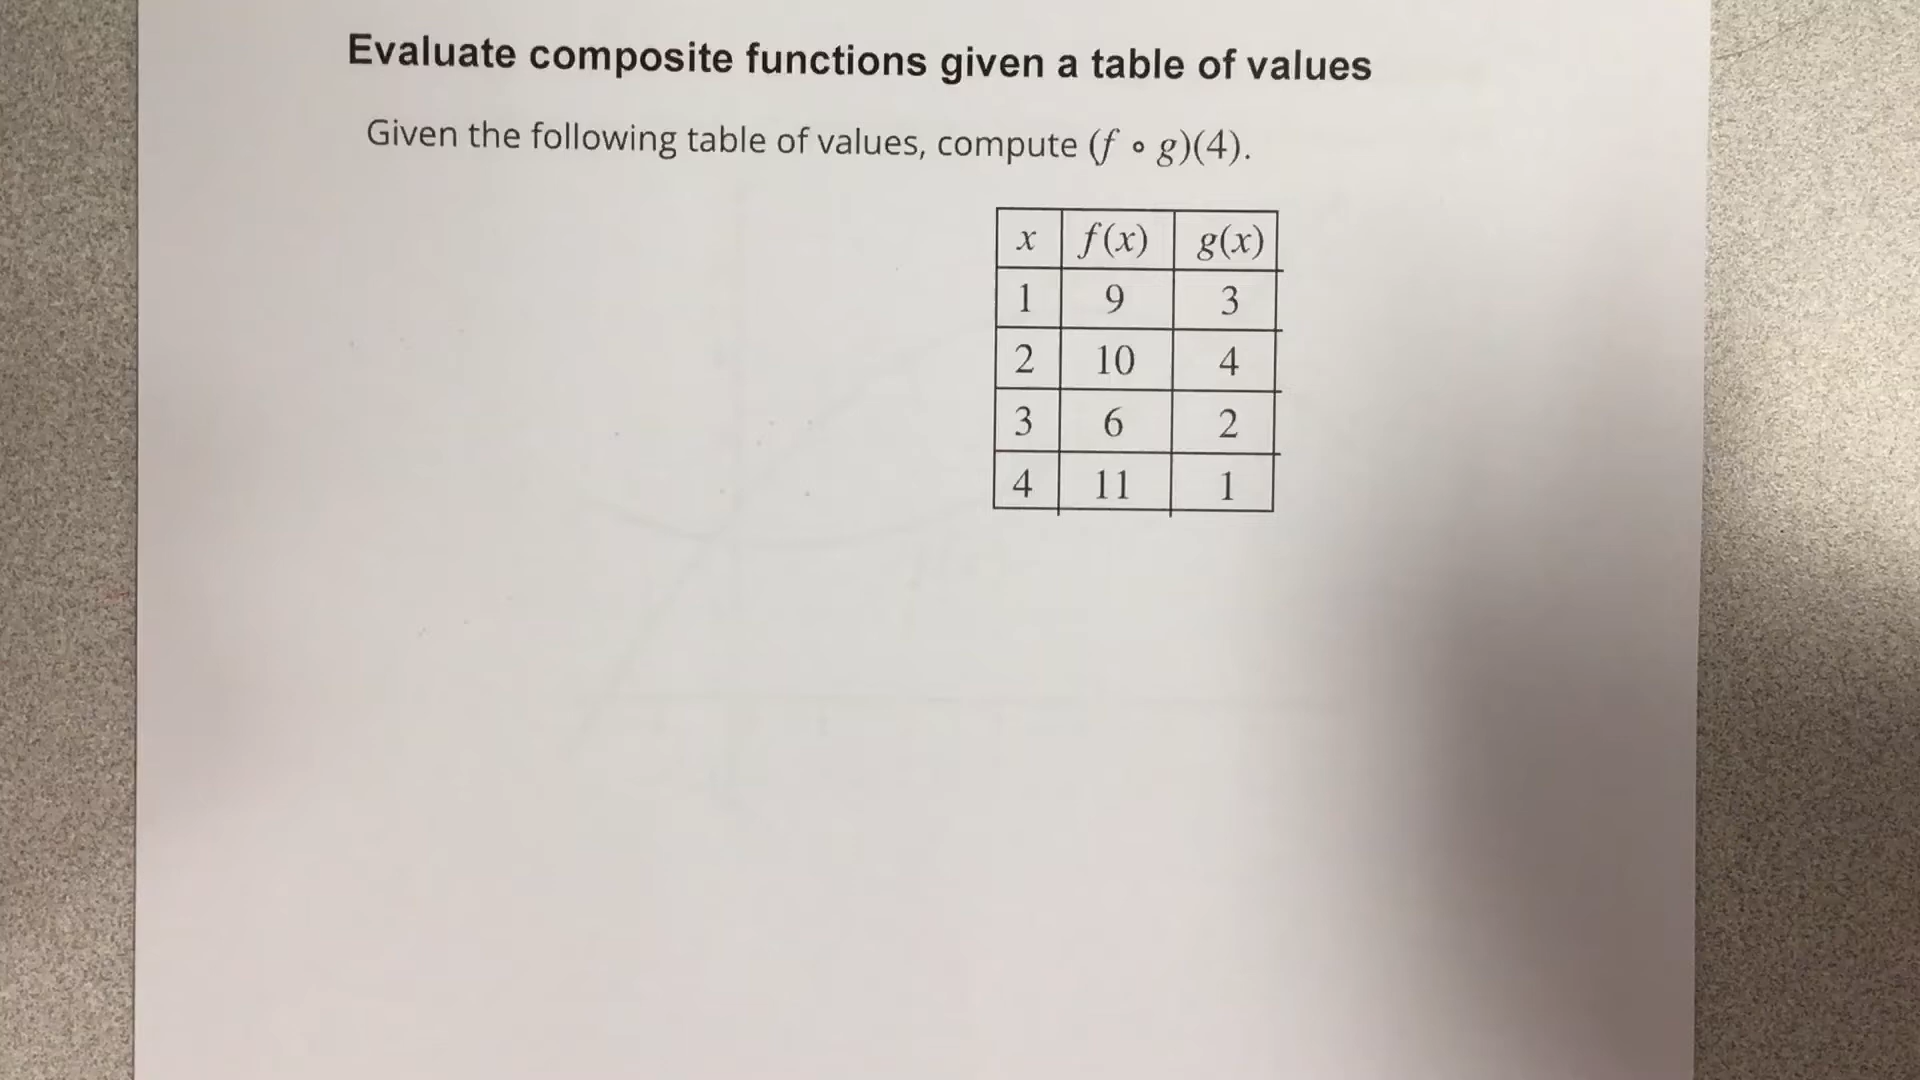 Evaluate composite functions given a table of values
Given the following table of values, compute (f ∘ g)(4).
x f(x) g(x)
1 9 3
2 10 4
3 6 2
4 11 1